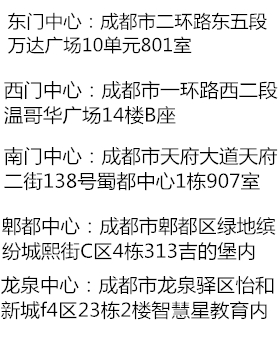 东门中心：成都市二环路东五段
万达广场10单元801室
西门中心：成都市一环路西二段
温哥华广场14楼B座
南门中心：成都市天府大道天府
二街138号蜀都中心1栋907室
郫都中心：成都市郫都区绿地缤
纷城熙街C区4栋313吉的堡内
龙泉中心：成都市龙泉驿区怡和
新城f4区23栋2楼智慧星教育内